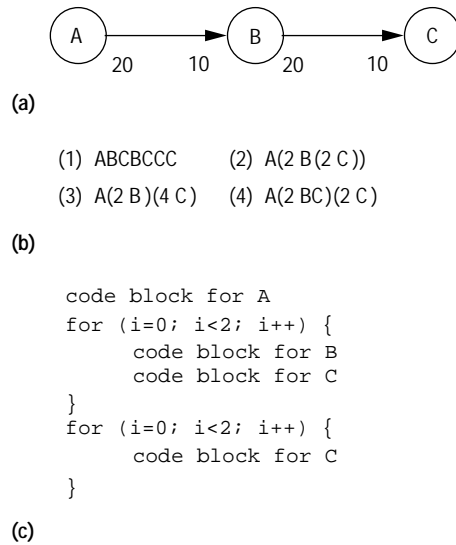 A B C
20 10 20 10
(a)
(1) ABCBCCC (2) A(2 B(2 C))
(3) A(2 B)(4 C) (4) A(2 BC)(2 C)
(b)
code block for A
for (i=0; i<2; i++) {
code block for B
code block for C
}
for (i=0; i<2; i++) {
code block for C
}
(c)